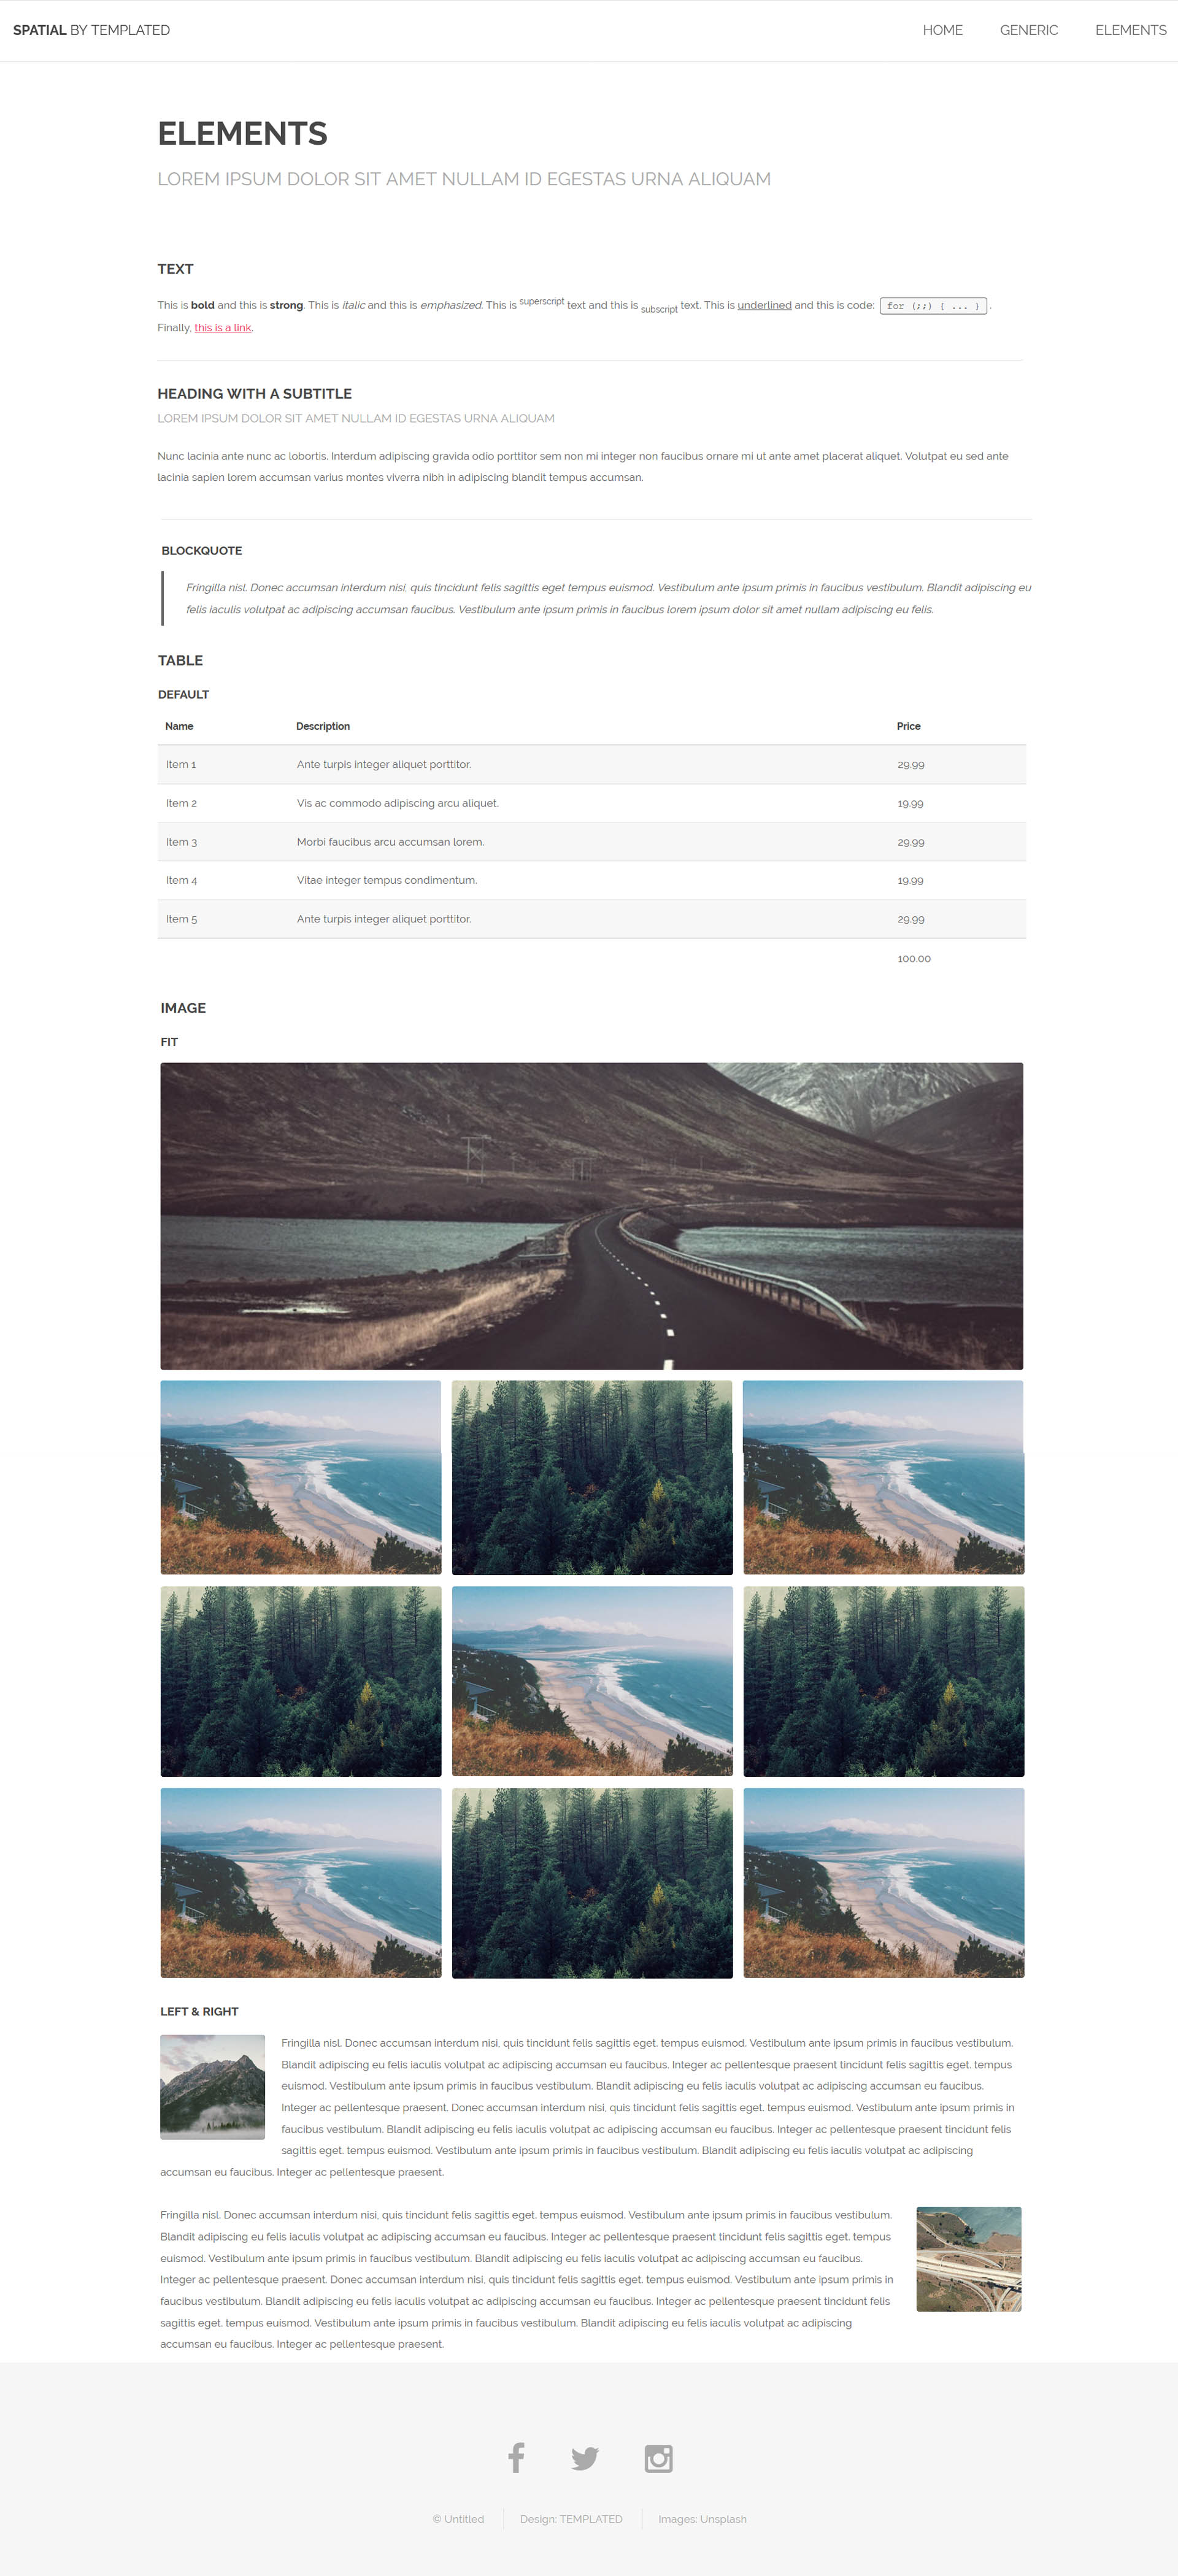 SPATIAL BY TEMPLATED
HOME GENERIC ELEMENTS
ELEMENTS
LOREM IPSUM DOLOR SIT AMET NULLAM ID EGESTAS URNA ALIQUAM
TEXT
This is bold and this is strong. This is italic and this is emphasized. This is superscript text and this is subscript text. This is underlined and this is code: for (;;) { ... } .
Finally, this is a link.
HEADING WITH A SUBTITLE
LOREM IPSUM DOLOR SIT AMET NULLAM ID EGESTAS URNA ALIQUAM
Nunc lacinia ante nunc ac lobortis. Interdum adipiscing gravida odio porttitor sem non mi integer non faucibus ornare mi ut ante amet placerat aliquet. Volutpat eu sed ante
lacinia sapien lorem accumsan varius montes viverra nibh in adipiscing blandit tempus accumsan.
BLOCKQUOTE
Fringilla nisl. Donec accumsan interdum nisi, quis tincidunt felis sagittis eget tempus euismod. Vestibulum ante ipsum primis in faucibus vestibulum. Blandit adipiscing eu
felis iaculis volutpat ac adipiscing accumsan faucibus. Vestibulum ante ipsum primis in faucibus lorem ipsum dolor sit amet nullam adipiscing eu felis.
TABLE
DEFAULT
Name Description Price
Item 1 Ante turpis integer aliquet porttitor. 29.99
Item 2 Vis ac commodo adipiscing arcu aliquet. 19.99
Item 3 Morbi faucibus arcu accumsan lorem. 29.99
Item 4 Vitae integer tempus condimentum. 19.99
Item 5 Ante turpis integer aliquet porttitor. 29.99
100.00
IMAGE
FIT
LEFT & RIGHT
Fringilla nisl. Donec accumsan interdum nisi, quis tincidunt felis sagittis eget. tempus euismod. Vestibulum ante ipsum primis in faucibus vestibulum.
Blandit adipiscing eu felis iaculis volutpat ac adipiscing accumsan eu faucibus. Integer ac pellentesque praesent tincidunt felis sagittis eget. tempus
euismod. Vestibulum ante ipsum primis in faucibus vestibulum. Blandit adipiscing eu felis iaculis volutpat ac adipiscing accumsan eu faucibus.
Integer ac pellentesque praesent. Donec accumsan interdum nisi, quis tincidunt felis sagittis eget. tempus euismod. Vestibulum ante ipsum primis in
faucibus vestibulum. Blandit adipiscing eu felis iaculis volutpat ac adipiscing accumsan eu faucibus. Integer ac pellentesque praesent tincidunt felis
sagittis eget. tempus euismod. Vestibulum ante ipsum primis in faucibus vestibulum. Blandit adipiscing eu felis iaculis volutpat ac adipiscing
accumsan eu faucibus. Integer ac pellentesque praesent.
Fringilla nisl. Donec accumsan interdum nisi, quis tincidunt felis sagittis eget. tempus euismod. Vestibulum ante ipsum primis in faucibus vestibulum.
Blandit adipiscing eu felis iaculis volutpat ac adipiscing accumsan eu faucibus. Integer ac pellentesque praesent tincidunt felis sagittis eget. tempus
euismod. Vestibulum ante ipsum primis in faucibus vestibulum. Blandit adipiscing eu felis iaculis volutpat ac adipiscing accumsan eu faucibus.
Integer ac pellentesque praesent. Donec accumsan interdum nisi, quis tincidunt felis sagittis eget. tempus euismod. Vestibulum ante ipsum primis in
faucibus vestibulum. Blandit adipiscing eu felis iaculis volutpat ac adipiscing accumsan eu faucibus. Integer ac pellentesque praesent tincidunt felis
sagittis eget. tempus euismod. Vestibulum ante ipsum primis in faucibus vestibulum. Blandit adipiscing eu felis iaculis volutpat ac adipiscing
accumsan eu faucibus. Integer ac pellentesque praesent.
© Untitled Design: TEMPLATED Images: Unsplash